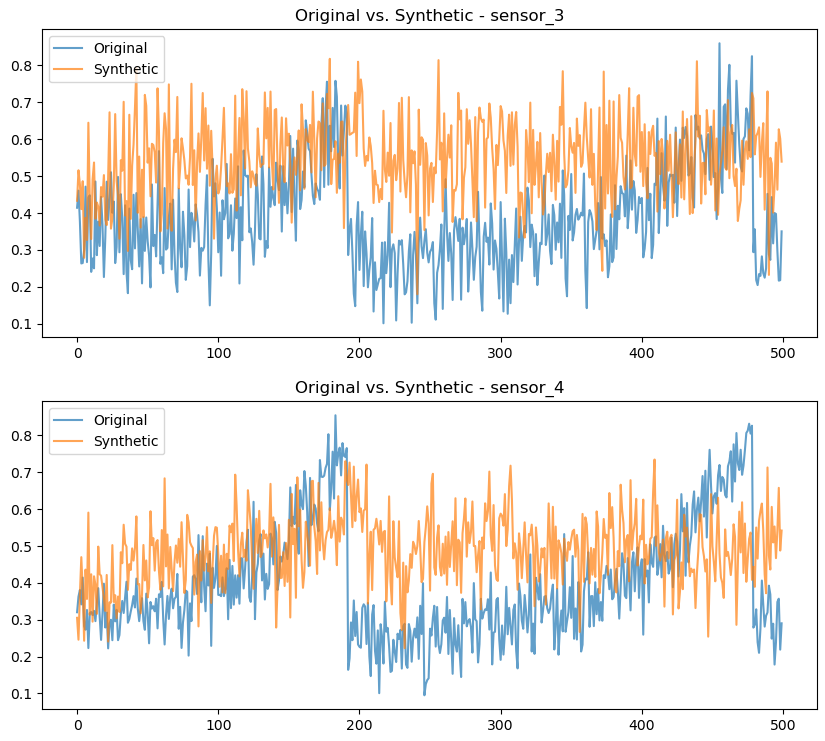 Original vs. Synthetic - sensor_3
Original
Synthetic
0.8
0.7
0.6
0.5
0.4
0.3
0.2
0.1
0 100 200 300 400 500
Original vs. Synthetic - sensor_4
Original
Synthetic
0.8
0.7
0.6
0.5
0.4
0.3
0.2
0.1
0 100 200 300 400 500